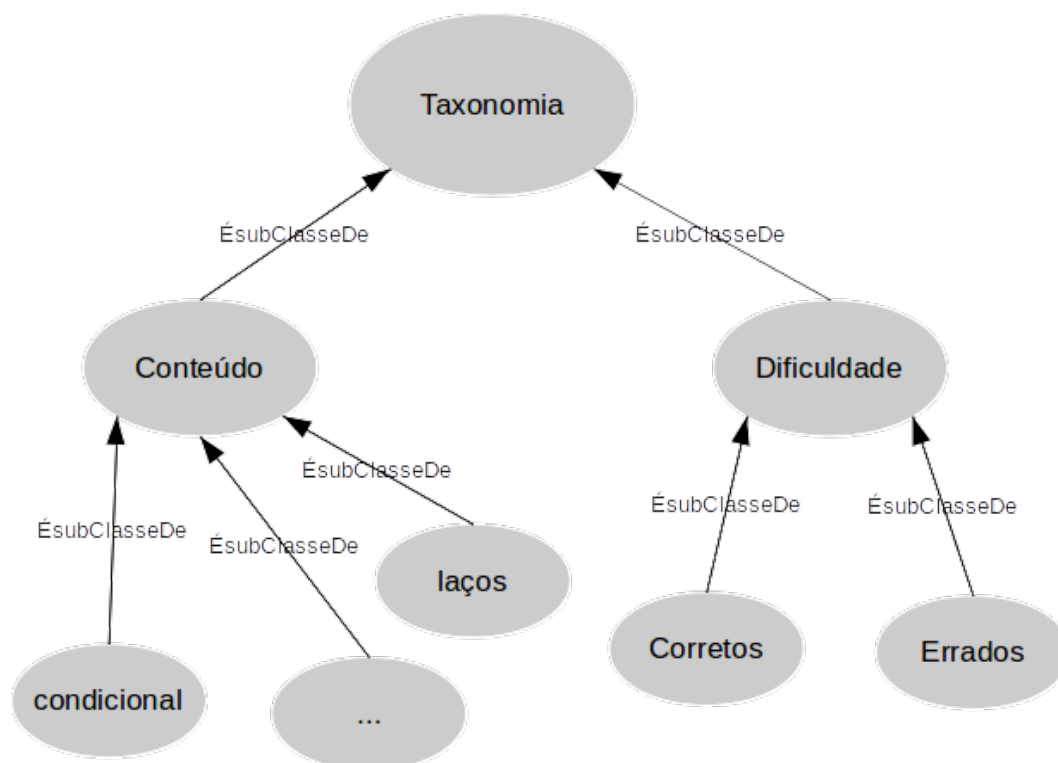 Taxonomia
ÉsubClasseDe
ÉsubClasseDe
Conteúdo
Dificuldade
ÉsubClasseDe
ÉsubClasseDe
ÉsubClasseDe
ÉsubClasseDe
ÉsubClasseDe
laços
Corretos
Errados
condicional
...